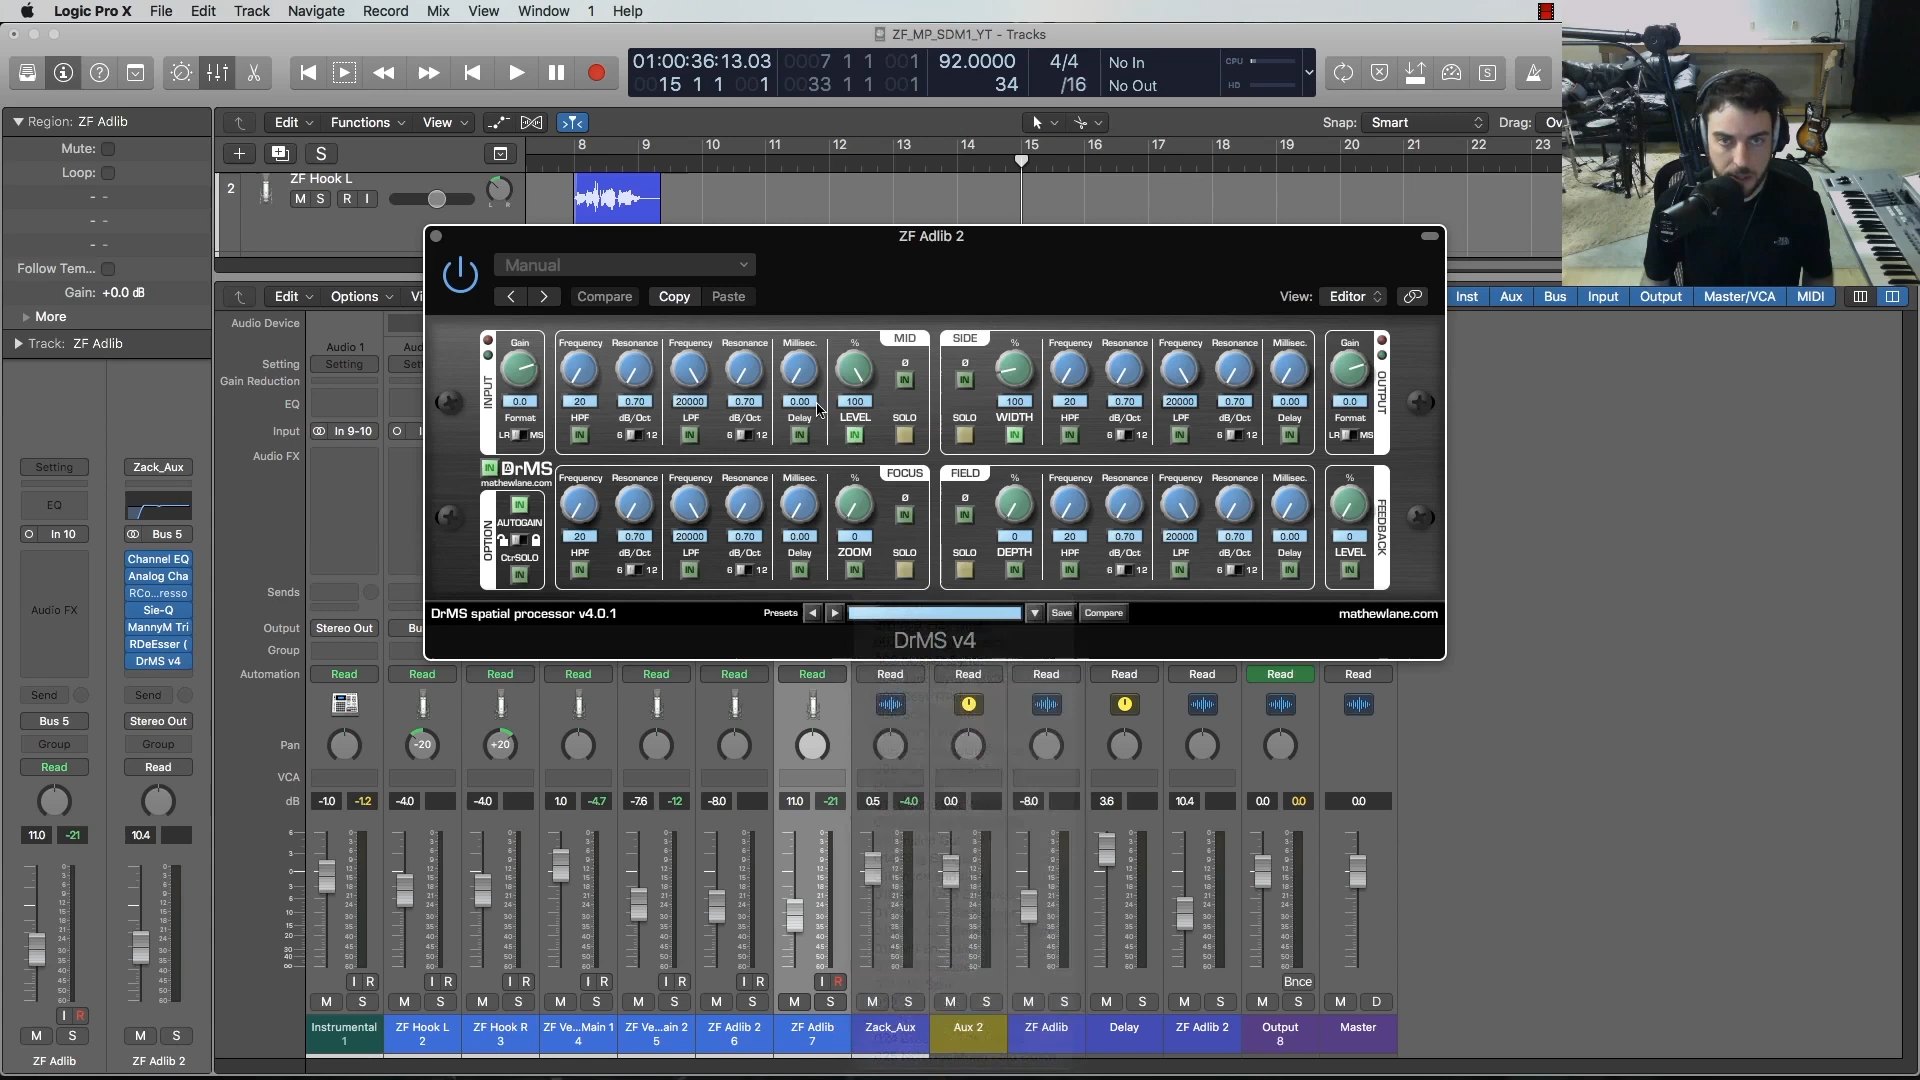 Logic Pro X File Edit Track Navigate Record Mix View Window 1 Help
ZF_MP_SDM1_YT - Tracks
01:00:36:13.03 0007 1 1 001 92.0000 4/4 No In CPU
0015 1 1 001 0033 1 1 001 34 /16 No Out HD
Region: ZF Adlib
Mute:
Loop:
Follow Tem...
Gain: +0.0 dB
More
Track: ZF Adlib
Edit Functions View Snap: Smart Drag: Ov
S 8 9 10 11 12 13 14 15 16 17 18 19 20 21 22 23
2 ZF Hook L
M S R I L R
ZF Adlib 2
Manual
Compare Copy Paste View: Editor
Edit Options Vi Inst Aux Bus Input Output Master/VCA MIDI
Audio Device
Audio 1 Aud
Setting Setting
Gain Reduction
EQ
Input In 9-10
Audio FX
Sends
Output Stereo Out Bu
Group
Automation Read Read Read Read Read Read Read Read Read Read Read Read Read Read
INPUT Gain 0.0 Format LR MS
Frequency Resonance Frequency Resonance Millisec. % MID
20 0.70 20000 0.70 0.00 100 Ø IN
HPF dB/Oct LPF dB/Oct Delay LEVEL SOLO
IN 6 12 IN 6 12 IN IN
SIDE % Frequency Resonance Frequency Resonance Millisec.
Ø IN 100 20 0.70 20000 0.70 0.00
SOLO WIDTH HPF dB/Oct LPF dB/Oct Delay
IN IN 6 12 IN 6 12 IN
OUTPUT Gain 0.0 Format LR MS
IN DrMS
mathewlane.com
OPTION IN AUTOGAIN CtrSOLO IN
Frequency Resonance Frequency Resonance Millisec. % FOCUS
20 0.70 20000 0.70 0.00 0 Ø IN
HPF dB/Oct LPF dB/Oct Delay ZOOM SOLO
IN 6 12 IN 6 12 IN IN
FIELD % Frequency Resonance Frequency Resonance Millisec.
Ø IN 0 20 0.70 20000 0.70 0.00
SOLO DEPTH HPF dB/Oct LPF dB/Oct Delay
IN IN 6 12 IN 6 12 IN
FEEDBACK % 0 LEVEL IN
DrMS spatial processor v4.0.1 Presets Save Compare mathewlane.com
DrMS v4
Setting Zack_Aux
EQ
In 10 Bus 5
Audio FX
Channel EQ
Analog Cha
RCo...resso
Sie-Q
MannyM Tri
RDeEsser (
DrMS v4
Send Send
Bus 5 Stereo Out
Group Group
Read Read
11.0 -21 10.4
I R
M S M S
ZF Adlib ZF Adlib 2
Pan -20 +20
VCA
dB -1.0 -1.2 -4.0 -4.0 1.0 -4.7 -7.6 -12 -8.0 11.0 -21 0.5 -4.0 0.0 -8.0 3.6 10.4 0.0 0.0 0.0
I R I R I R I R I R I R I R Bnce
M S M S M S M S M S M S M S M S M S M S M S M S M S M D
Instrumental ZF Hook L ZF Hook R ZF Ve...Main 1 ZF Ve...ain 2 ZF Adlib 2 ZF Adlib Zack_Aux Aux 2 ZF Adlib Delay ZF Adlib 2 Output Master
1 2 3 4 5 6 7 8